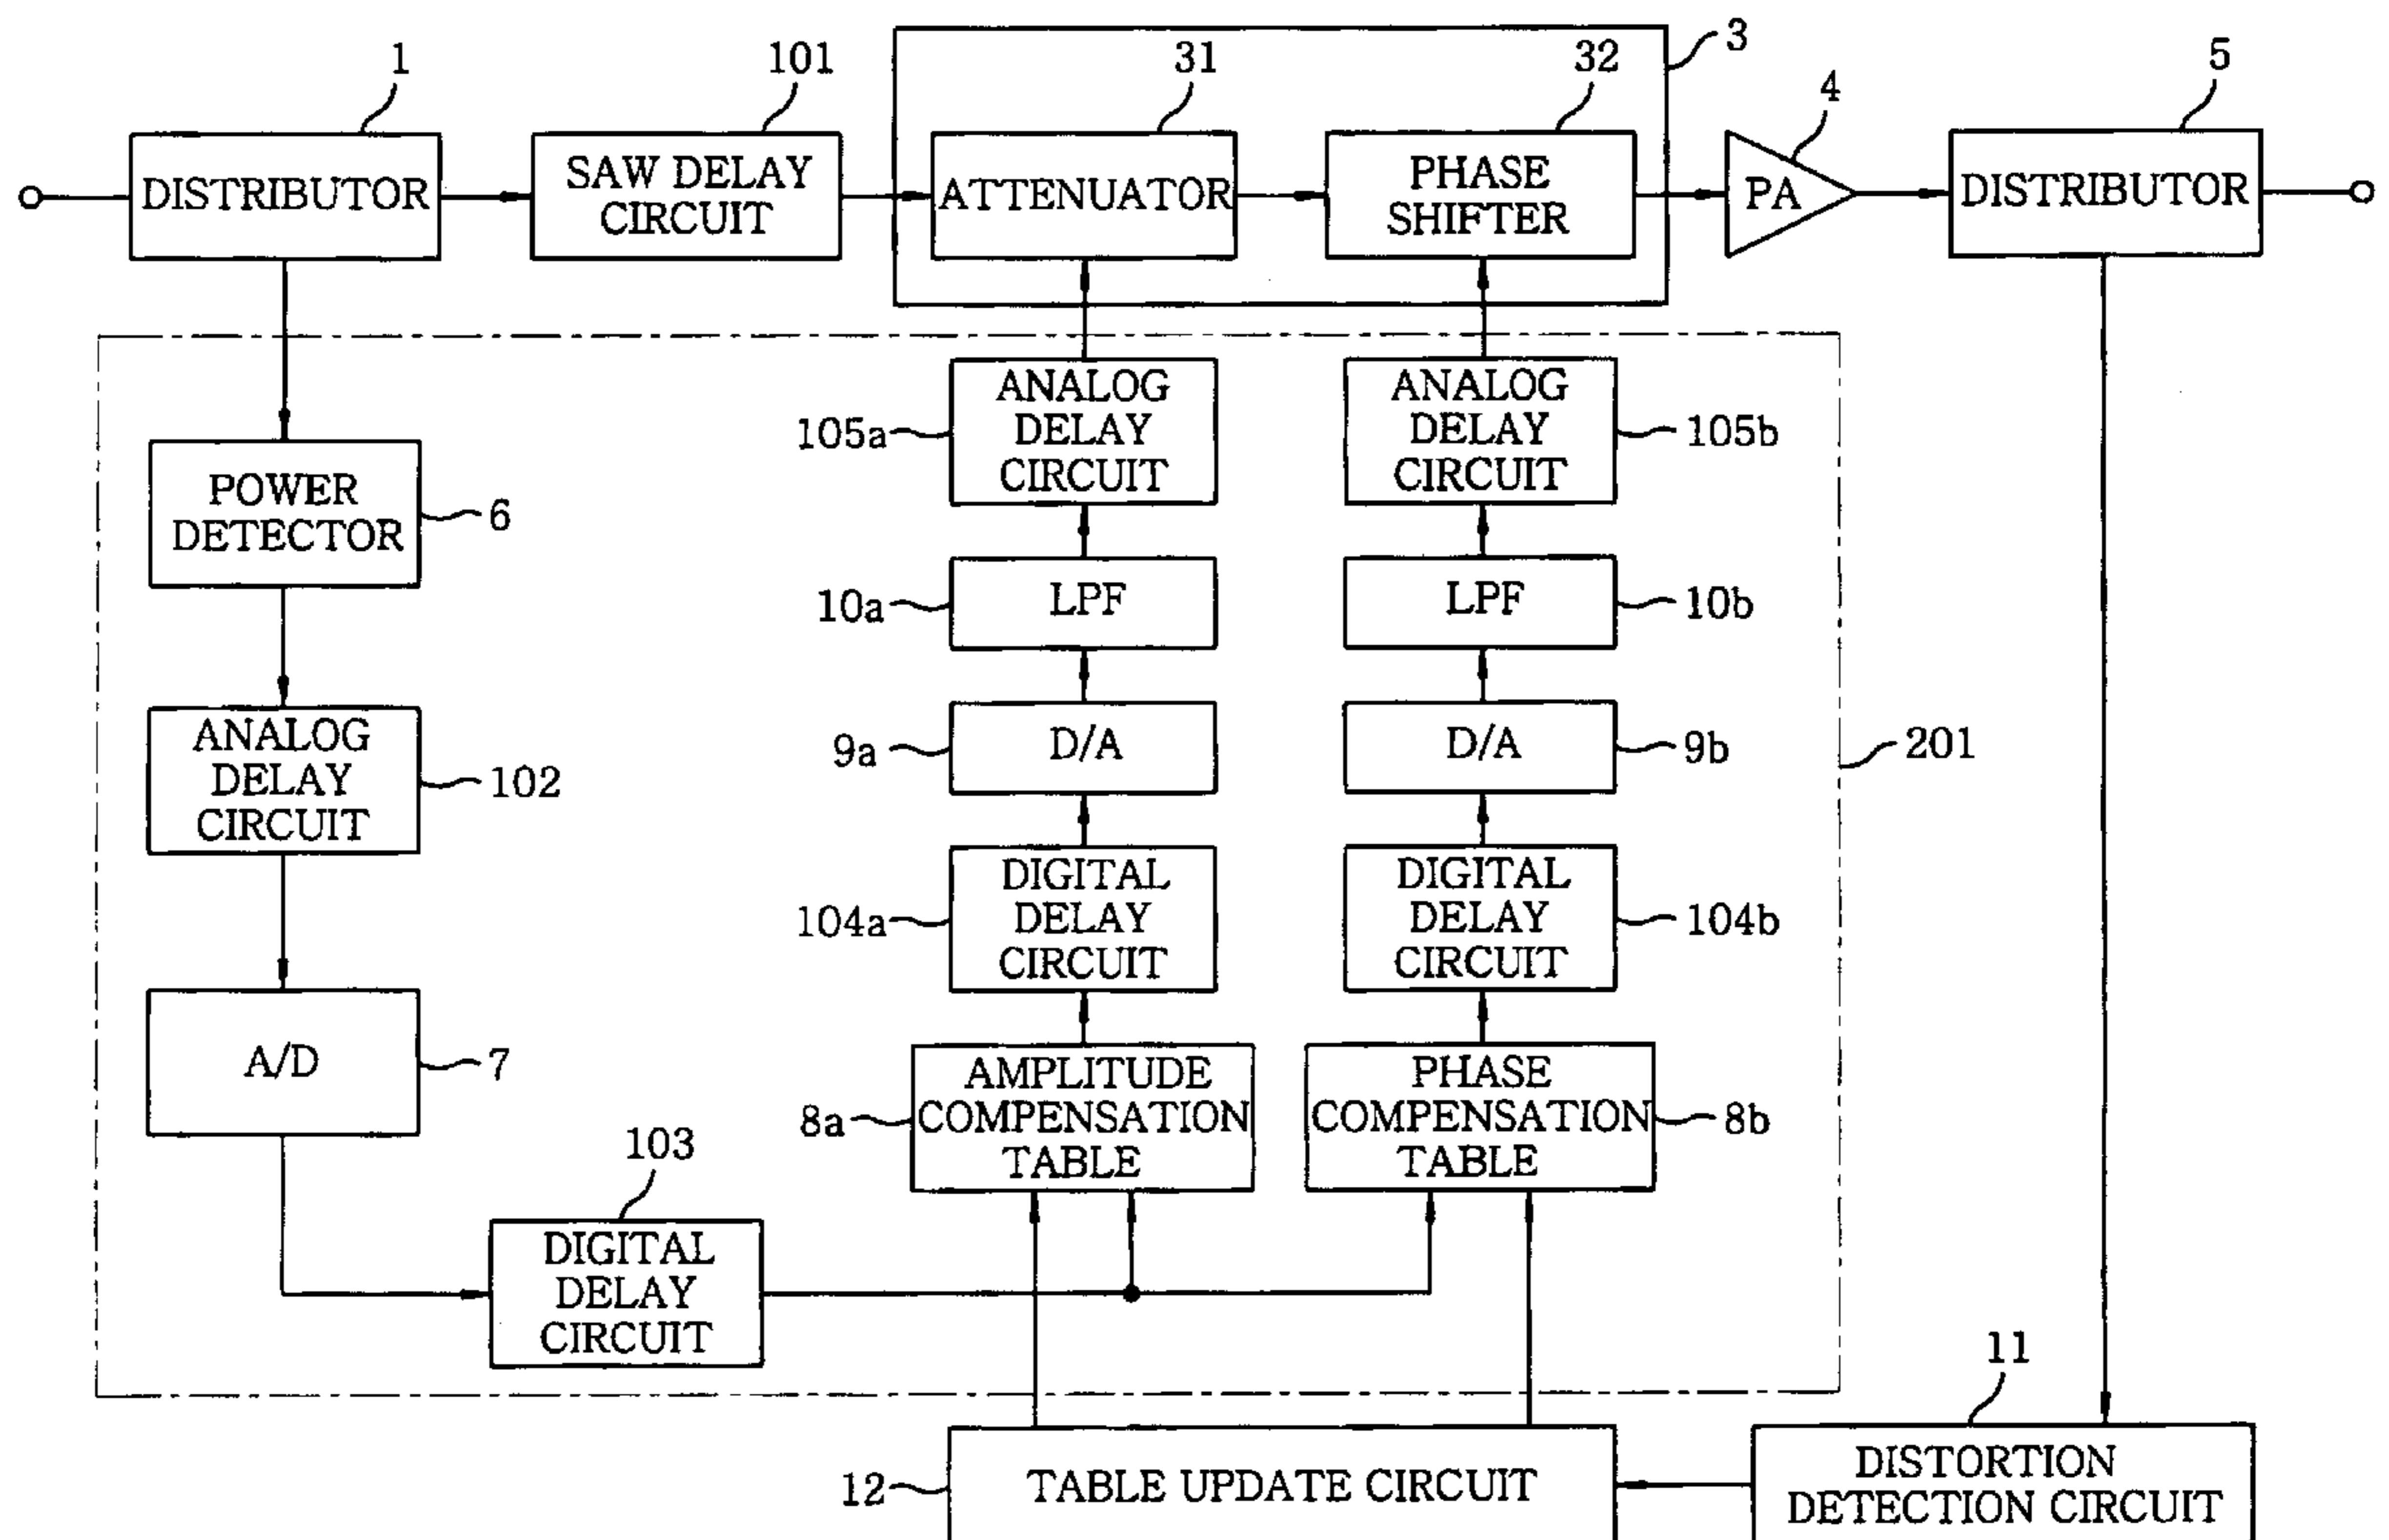 1
101
31
32
3
4
5
DISTRIBUTOR
SAW DELAY
CIRCUIT
ATTENUATOR
PHASE
SHIFTER
PA
DISTRIBUTOR
POWER
DETECTOR
6
ANALOG
DELAY
CIRCUIT
105a
ANALOG
DELAY
CIRCUIT
105b
LPF
10a
LPF
10b
ANALOG
DELAY
CIRCUIT
102
D/A
9a
D/A
9b
201
DIGITAL
DELAY
CIRCUIT
104a
DIGITAL
DELAY
CIRCUIT
104b
A/D
7
AMPLITUDE
COMPENSATION
TABLE
8a
PHASE
COMPENSATION
TABLE
8b
103
DIGITAL
DELAY
CIRCUIT
11
12
TABLE UPDATE CIRCUIT
DISTORTION
DETECTION CIRCUIT